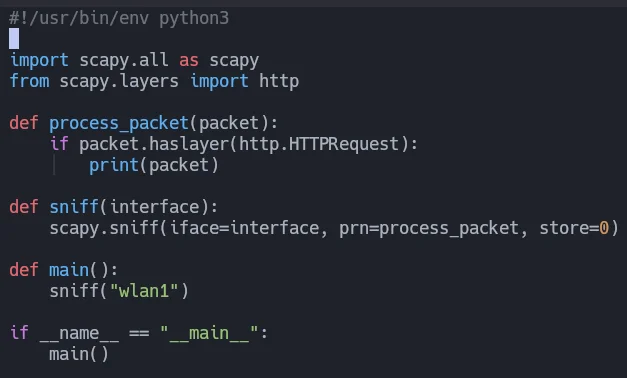 #!/usr/bin/env python3
import scapy.all as scapy
from scapy.layers import http
def process_packet(packet):
    if packet.haslayer(http.HTTPRequest):
        print(packet)
def sniff(interface):
    scapy.sniff(iface=interface, prn=process_packet, store=0)
def main():
    sniff("wlan1")
if __name__ == "__main__":
    main()